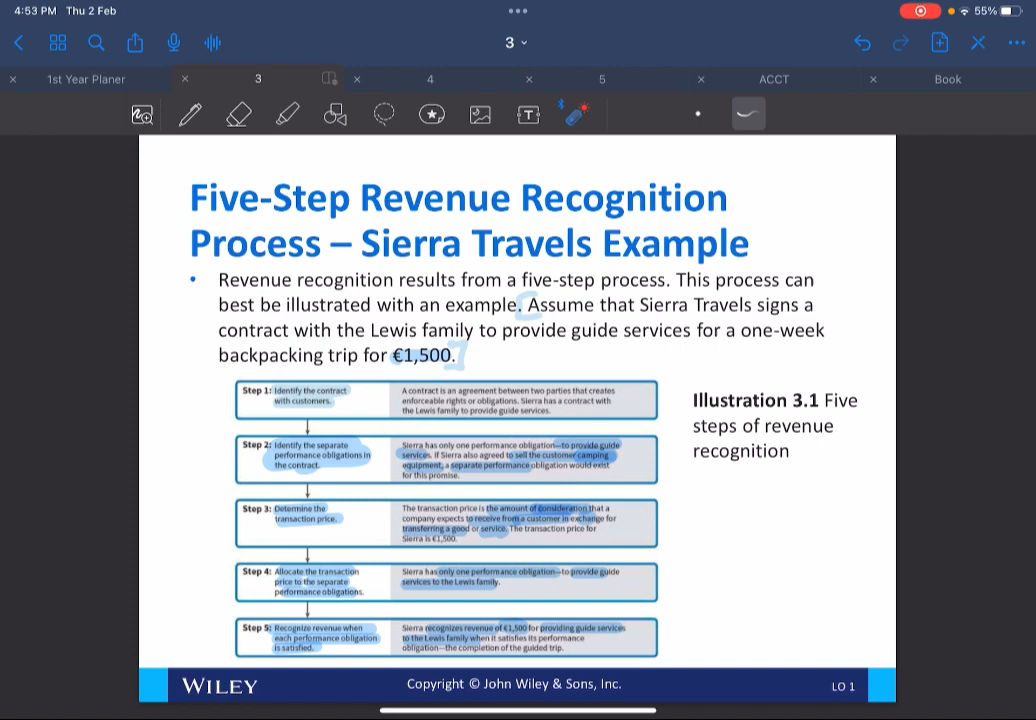 4:53 PM Thu 2 Feb
55%
3
1st Year Planer
3
4
5
ACCT
Book
Five-Step Revenue Recognition
Process – Sierra Travels Example
• Revenue recognition results from a five-step process. This process can
best be illustrated with an example. Assume that Sierra Travels signs a
contract with the Lewis family to provide guide services for a one-week
backpacking trip for €1,500.
Step 1: Identify the contract
with customers.
A contract is an agreement between two parties that creates
enforceable rights or obligations. Sierra has a contract with
the Lewis family to provide guide services.
Step 2: Identify the separate
performance obligations in
the contract.
Sierra has only one performance obligation—to provide guide
services. If Sierra also agreed to sell the customer camping
equipment, a separate performance obligation would exist
for this promise.
Step 3: Determine the
transaction price.
The transaction price is the amount of consideration that a
company expects to receive from a customer in exchange for
transferring a good or service. The transaction price for
Sierra is €1,500.
Step 4: Allocate the transaction
price to the separate
performance obligations.
Sierra has only one performance obligation—to provide guide
services to the Lewis family.
Step 5: Recognize revenue when
each performance obligation
is satisfied.
Sierra recognizes revenue of €1,500 for providing guide services
to the Lewis family when it satisfies its performance
obligation—the completion of the guided trip.
Illustration 3.1 Five
steps of revenue
recognition
WILEY
Copyright © John Wiley & Sons, Inc.
LO 1